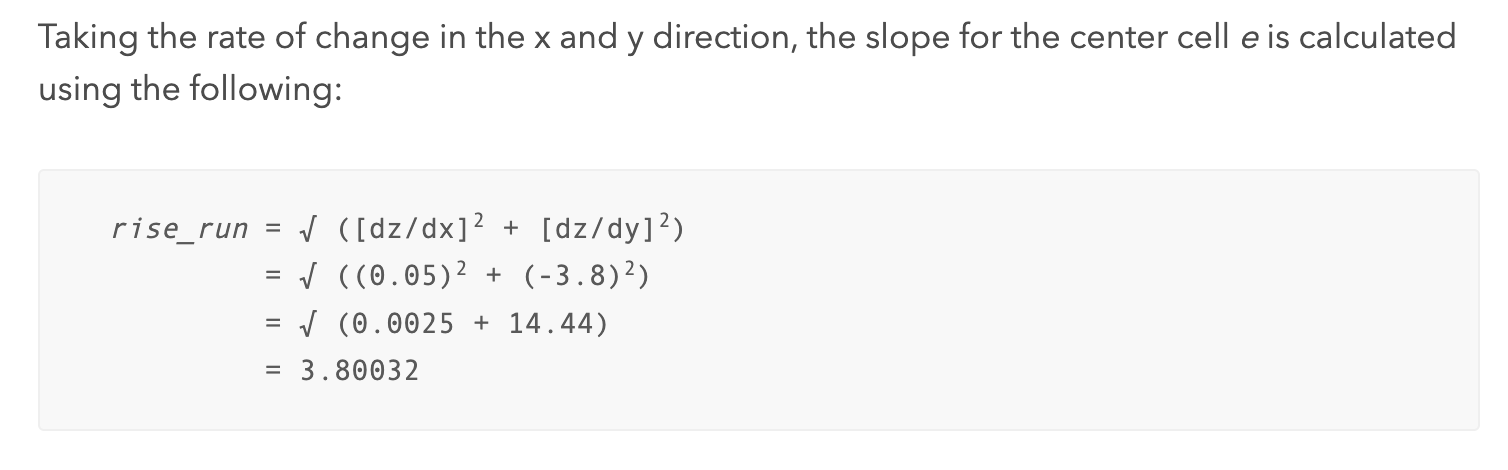 Taking the rate of change in the x and y direction, the slope for the center cell e is calculated
using the following:
rise_run = √ ([dz/dx]² + [dz/dy]²)
= √ ((0.05)² + (-3.8)²)
= √ (0.0025 + 14.44)
= 3.80032